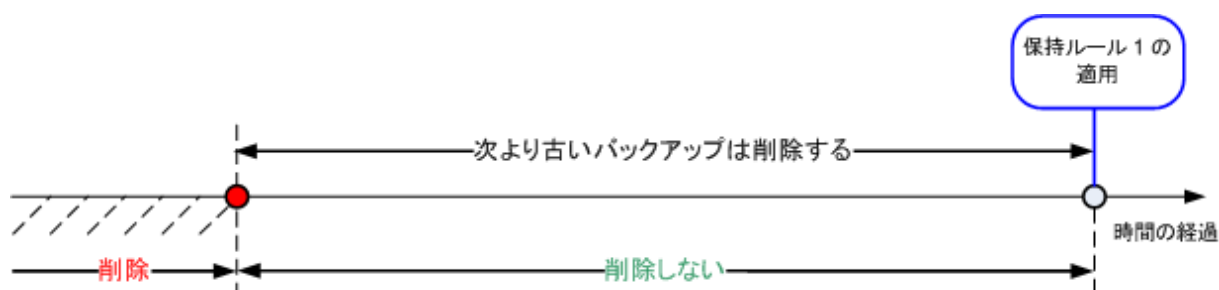 保持ルール 1 の
適用
次より古いバックアップは削除する
時間の経過
削除
削除しない